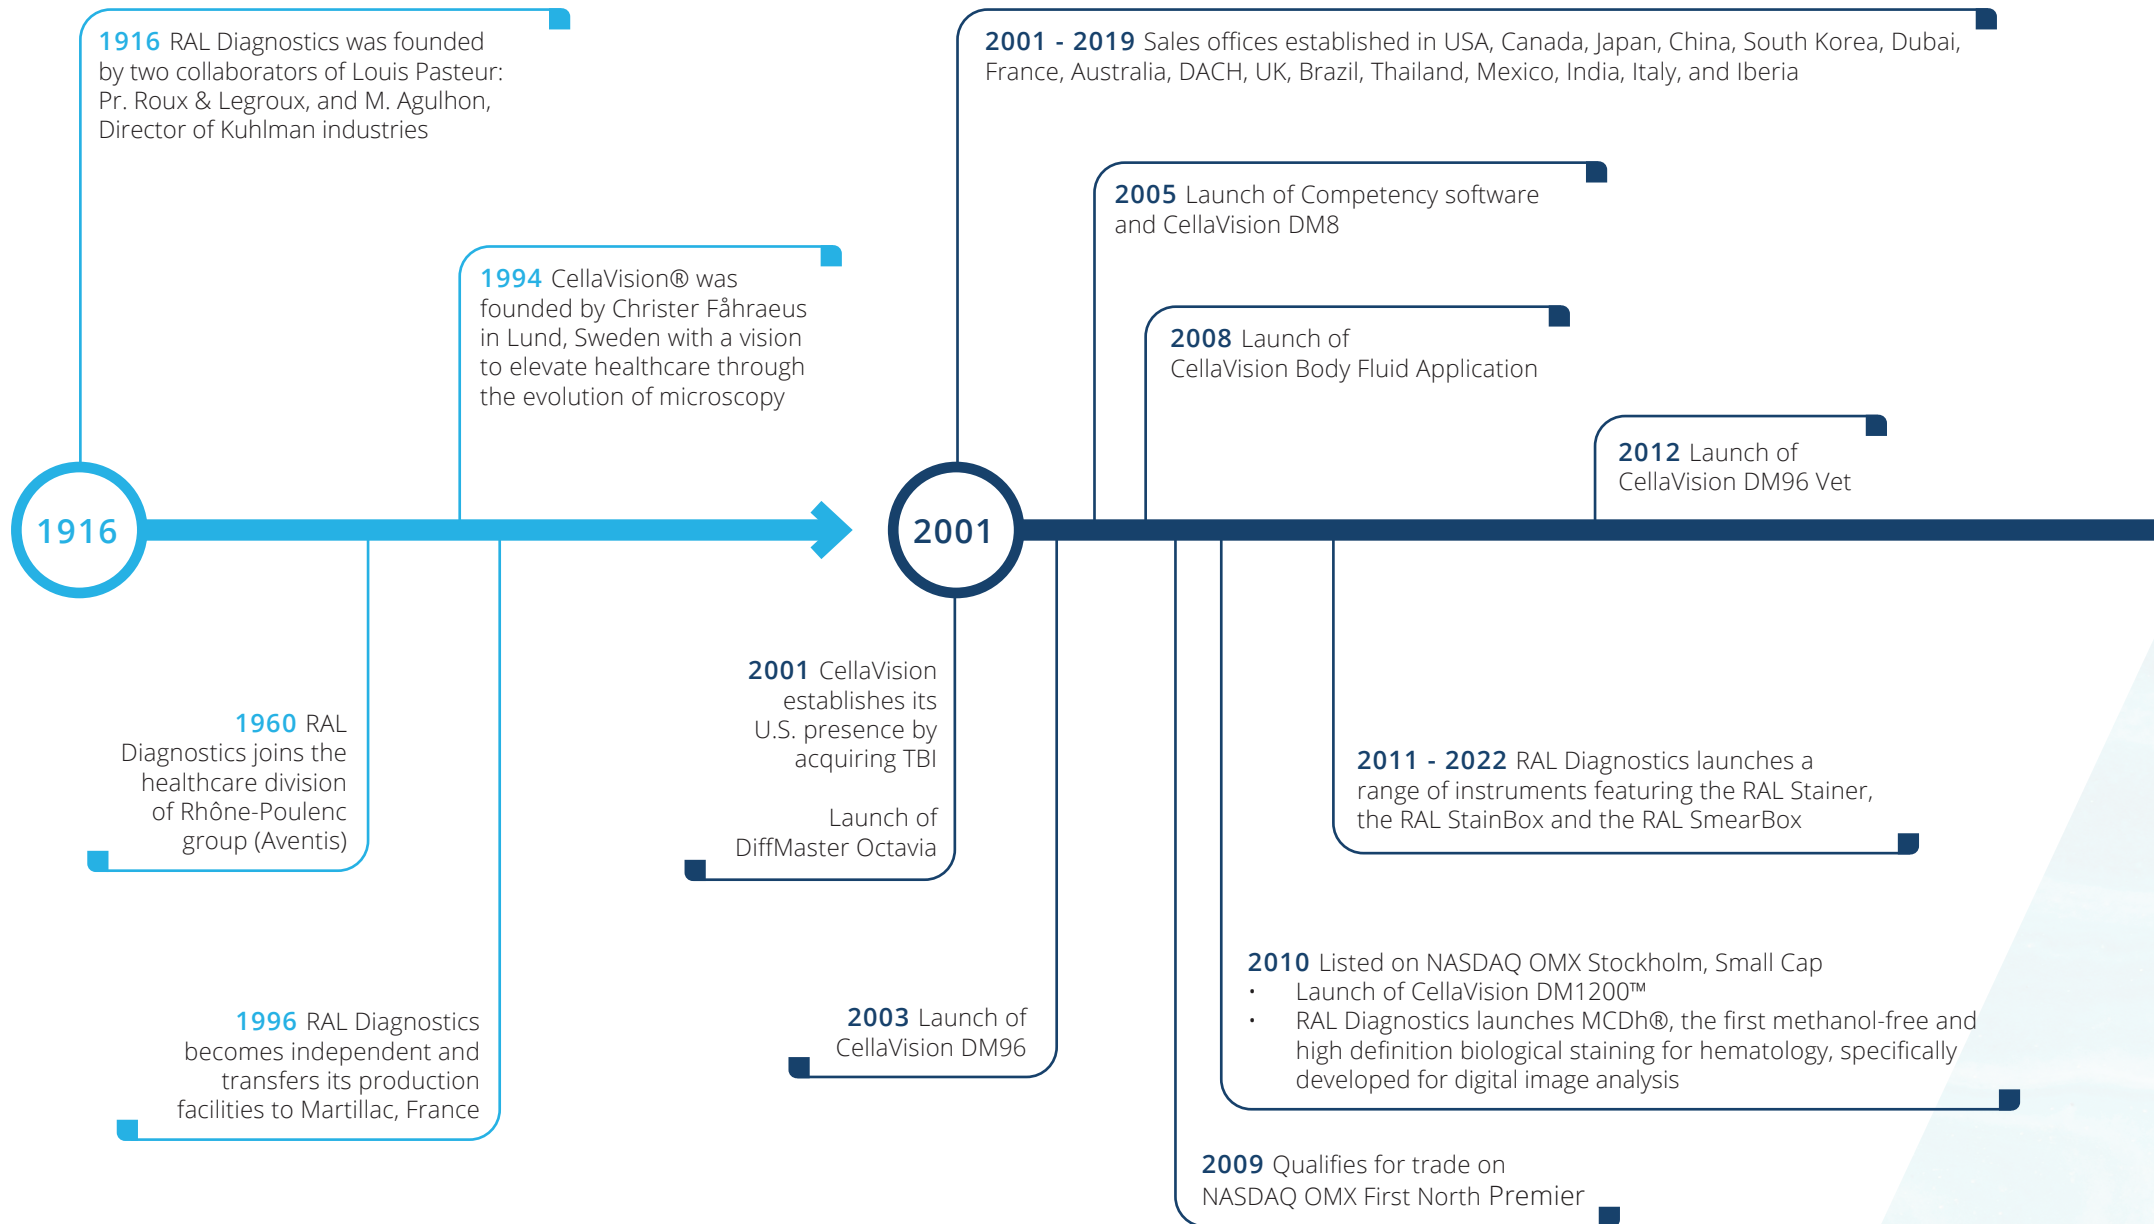 1916 RAL Diagnostics was founded
by two collaborators of Louis Pasteur:
Pr. Roux & Legroux, and M. Agulhon,
Director of Kuhlman industries
2001 - 2019 Sales offices established in USA, Canada, Japan, China, South Korea, Dubai,
France, Australia, DACH, UK, Brazil, Thailand, Mexico, India, Italy, and Iberia
2005 Launch of Competency software
and CellaVision DM8
1994 CellaVision® was
founded by Christer Fåhraeus
in Lund, Sweden with a vision
to elevate healthcare through
the evolution of microscopy
2008 Launch of
CellaVision Body Fluid Application
2012 Launch of
CellaVision DM96 Vet
1916
2001
2001 CellaVision
establishes its
U.S. presence by
acquiring TBI
Launch of
DiffMaster Octavia
1960 RAL
Diagnostics joins the
healthcare division
of Rhône-Poulenc
group (Aventis)
2011 - 2022 RAL Diagnostics launches a
range of instruments featuring the RAL Stainer,
the RAL StainBox and the RAL SmearBox
2010 Listed on NASDAQ OMX Stockholm, Small Cap
• Launch of CellaVision DM1200™
• RAL Diagnostics launches MCDh®, the first methanol-free and
high definition biological staining for hematology, specifically
developed for digital image analysis
2003 Launch of
CellaVision DM96
1996 RAL Diagnostics
becomes independent and
transfers its production
facilities to Martillac, France
2009 Qualifies for trade on
NASDAQ OMX First North Premier